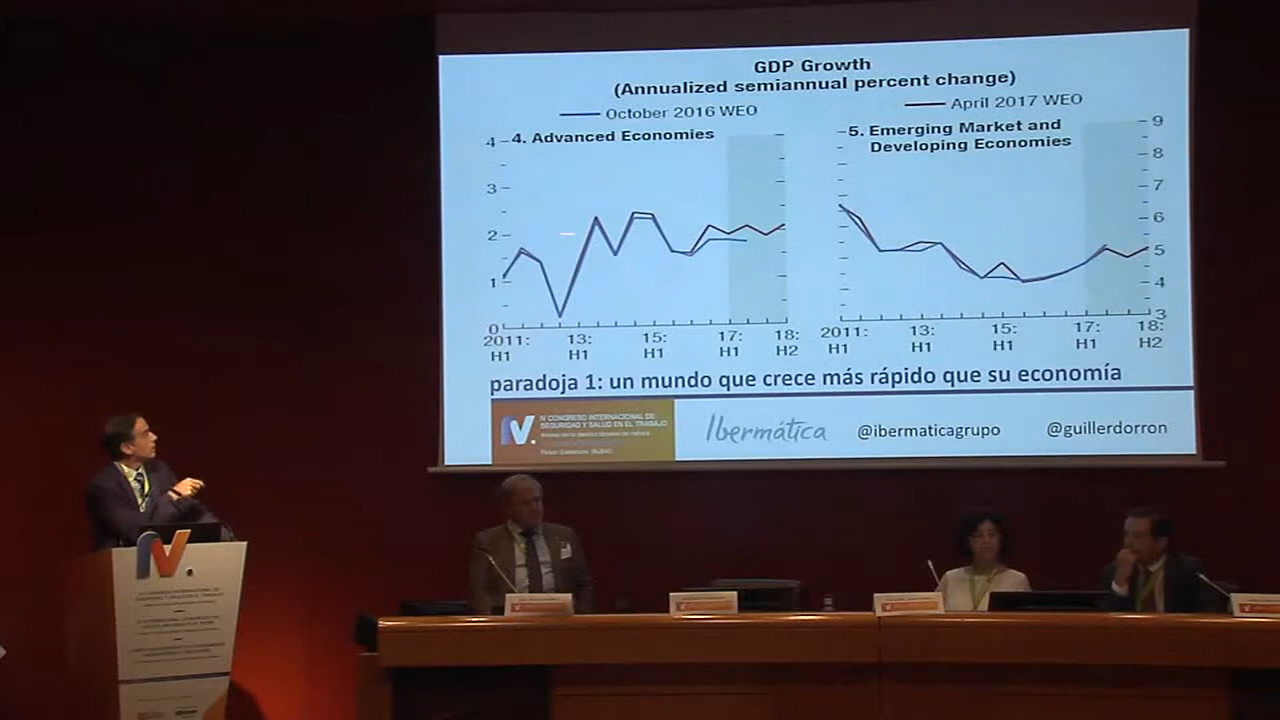 GDP Growth
(Annualized semiannual percent change)
October 2016 WEO
April 2017 WEO
4. Advanced Economies
4
3
2
1
0
2011: H1
13: H1
15: H1
17: H1
18: H2
5. Emerging Market and
Developing Economies
9
8
7
6
5
4
3
2011: H1
13: H1
15: H1
17: H1
18: H2
paradoja 1: un mundo que crece más rápido que su economía
IV.
IV CONGRESO INTERNACIONAL DE
SEGURIDAD Y SALUD EN EL TRABAJO
Ibermática
@ibermaticagrupo
@guillerdorron
IV.